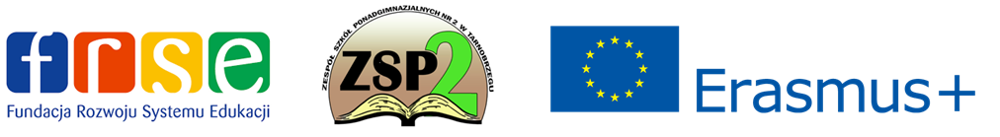 frse
Fundacja Rozwoju Systemu Edukacji
ZESPÓŁ SZKÓŁ PONADGIMNAZJALNYCH NR 2 W TARNOBRZEGU
ZSP2
Erasmus+